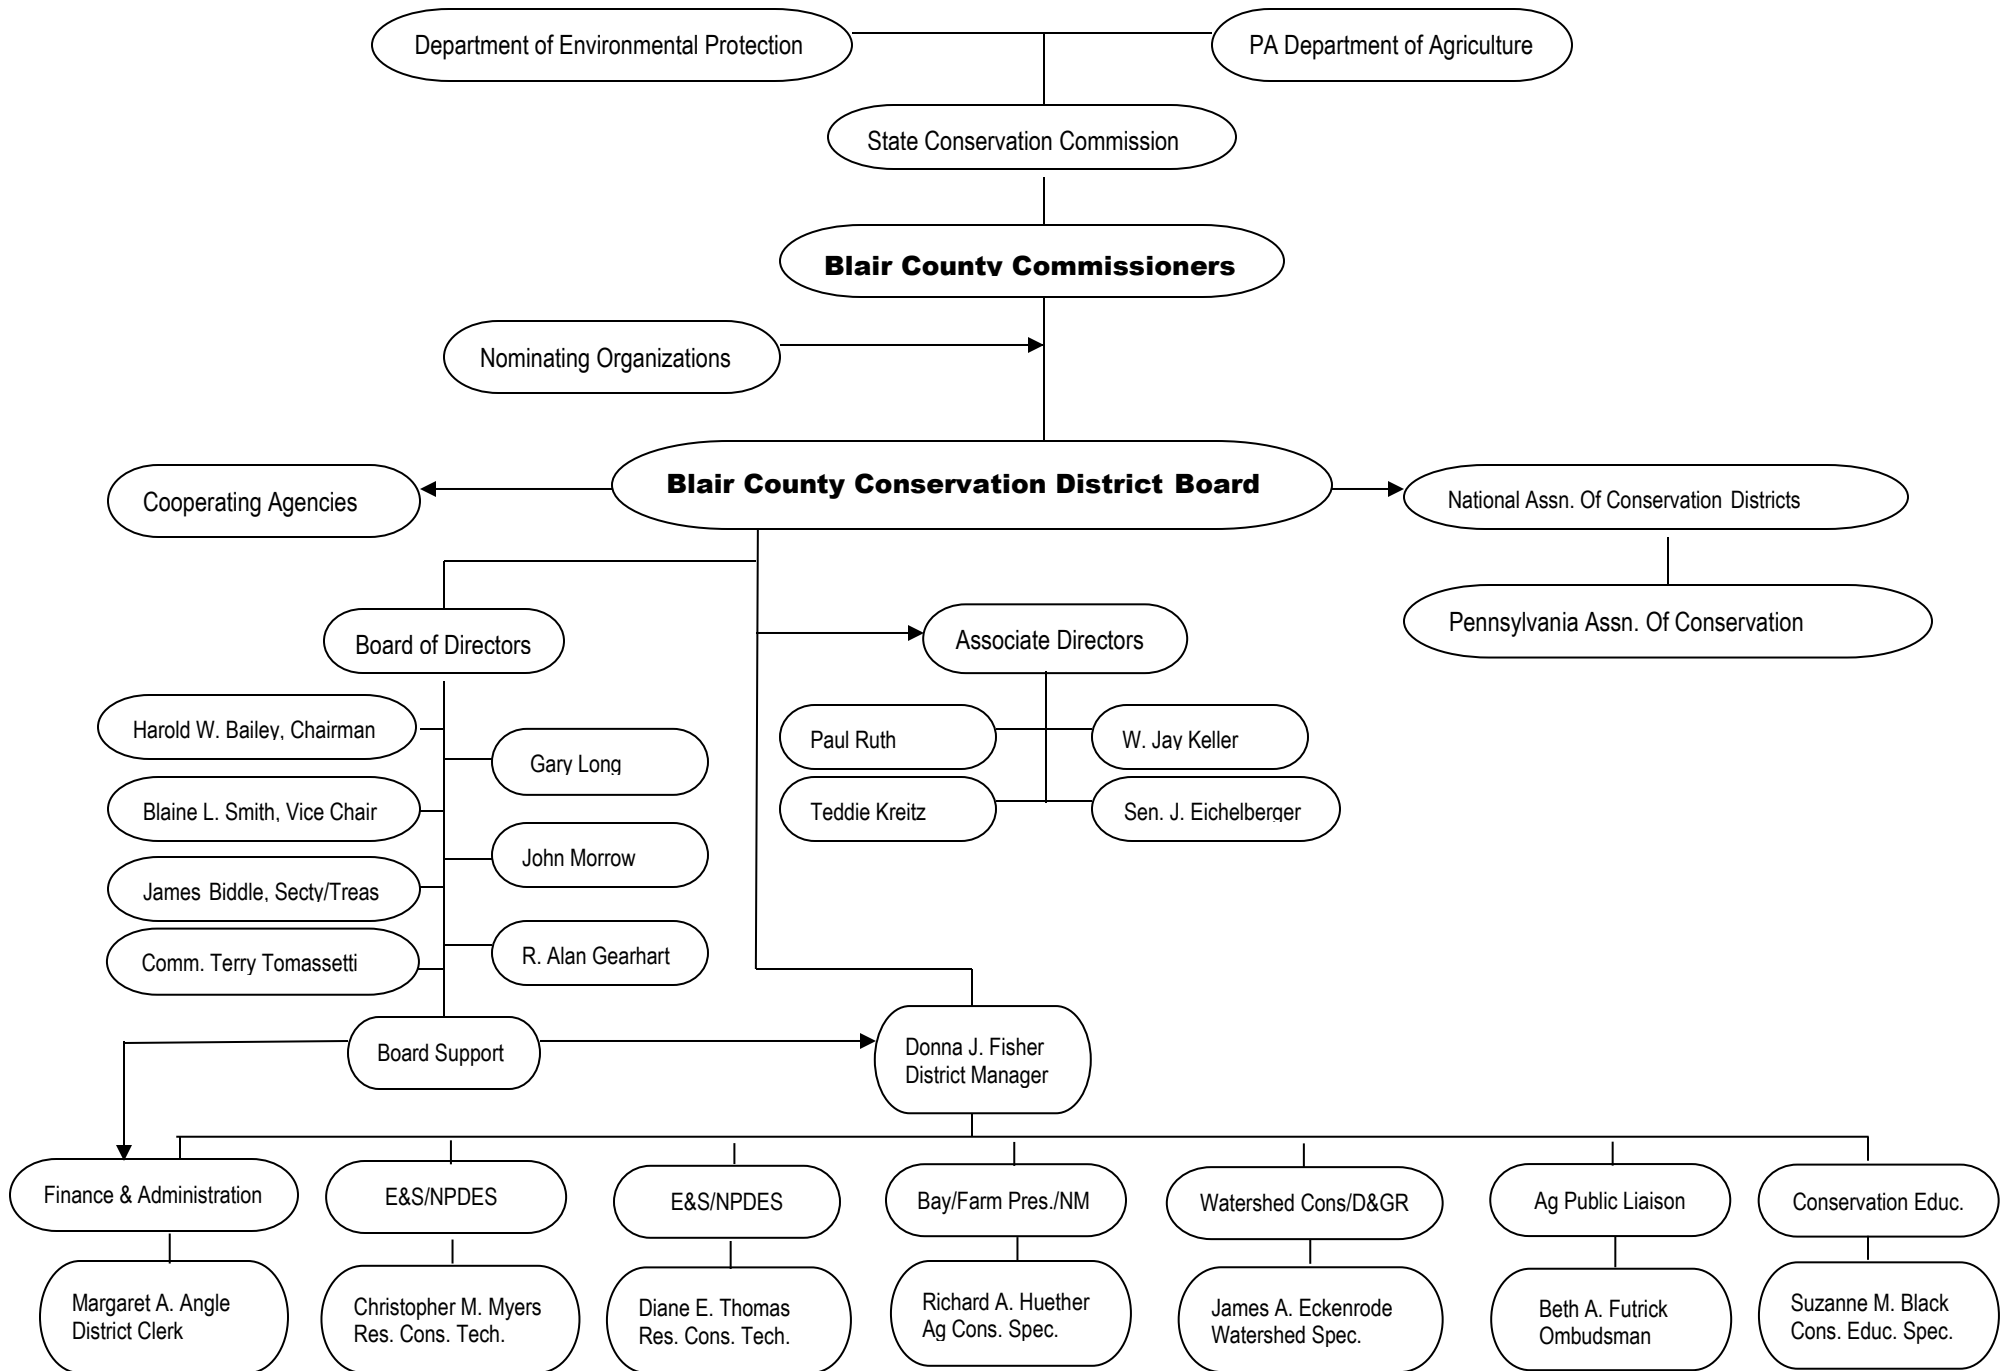 Department of Environmental Protection
PA Department of Agriculture
State Conservation Commission
Blair County Commissioners
Nominating Organizations
Blair County Conservation District Board
Cooperating Agencies
National Assn. Of Conservation Districts
Pennsylvania Assn. Of Conservation
Board of Directors
Associate Directors
Harold W. Bailey, Chairman
Gary Long
Blaine L. Smith, Vice Chair
John Morrow
James Biddle, Secty/Treas
R. Alan Gearhart
Comm. Terry Tomassetti
Paul Ruth
W. Jay Keller
Teddie Kreitz
Sen. J. Eichelberger
Board Support
Donna J. Fisher
District Manager
Finance & Administration
E&S/NPDES
E&S/NPDES
Bay/Farm Pres./NM
Watershed Cons/D&GR
Ag Public Liaison
Conservation Educ.
Margaret A. Angle
District Clerk
Christopher M. Myers
Res. Cons. Tech.
Diane E. Thomas
Res. Cons. Tech.
Richard A. Huether
Ag Cons. Spec.
James A. Eckenrode
Watershed Spec.
Beth A. Futrick
Ombudsman
Suzanne M. Black
Cons. Educ. Spec.